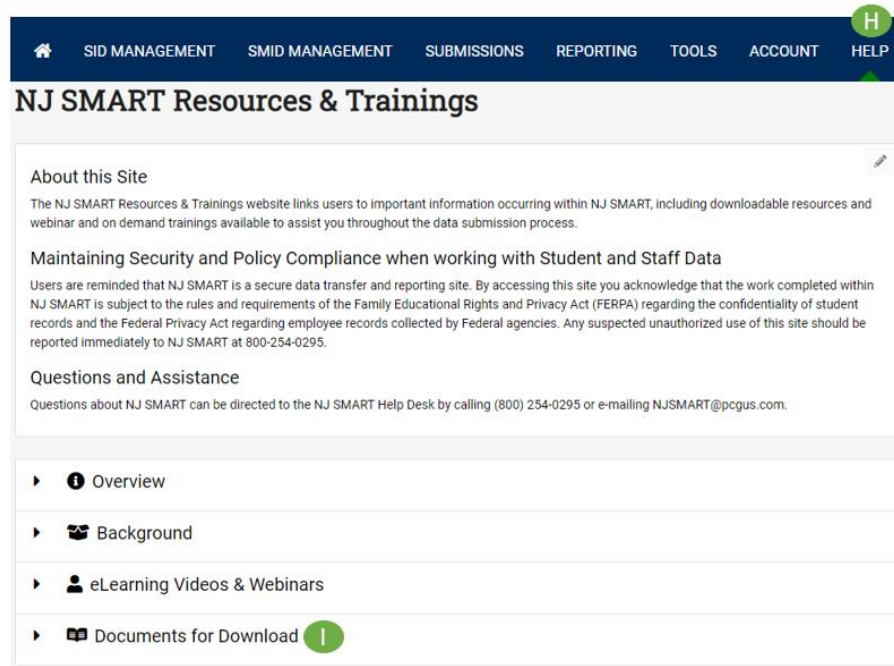 H
SID MANAGEMENT SMID MANAGEMENT SUBMISSIONS REPORTING TOOLS ACCOUNT HELP
NJ SMART Resources & Trainings
About this Site
The NJ SMART Resources & Trainings website links users to important information occurring within NJ SMART, including downloadable resources and
webinar and on demand trainings available to assist you throughout the data submission process.
Maintaining Security and Policy Compliance when working with Student and Staff Data
Users are reminded that NJ SMART is a secure data transfer and reporting site. By accessing this site you acknowledge that the work completed within
NJ SMART is subject to the rules and requirements of the Family Educational Rights and Privacy Act (FERPA) regarding the confidentiality of student
records and the Federal Privacy Act regarding employee records collected by Federal agencies. Any suspected unauthorized use of this site should be
reported immediately to NJ SMART at 800-254-0295.
Questions and Assistance
Questions about NJ SMART can be directed to the NJ SMART Help Desk by calling (800) 254-0295 or e-mailing NJSMART@pcgus.com.
Overview
Background
eLearning Videos & Webinars
Documents for Download I